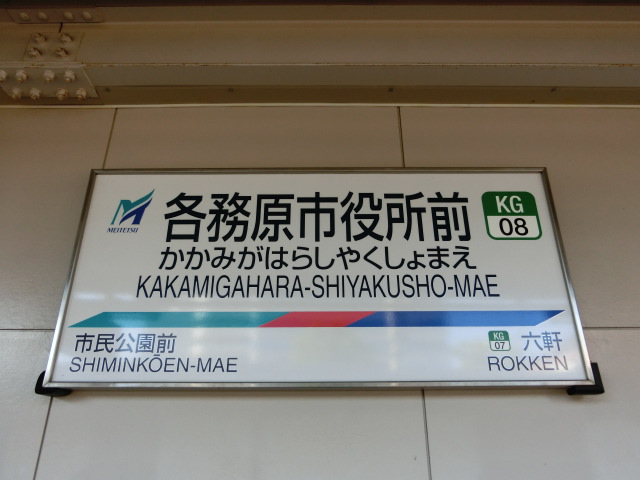 MEITETSU
各務原市役所前
KG
08
かかみがはらしやくしょまえ
KAKAMIGAHARA-SHIYAKUSHO-MAE
市民公園前
SHIMINKŌEN-MAE
KG
07
六軒
ROKKEN